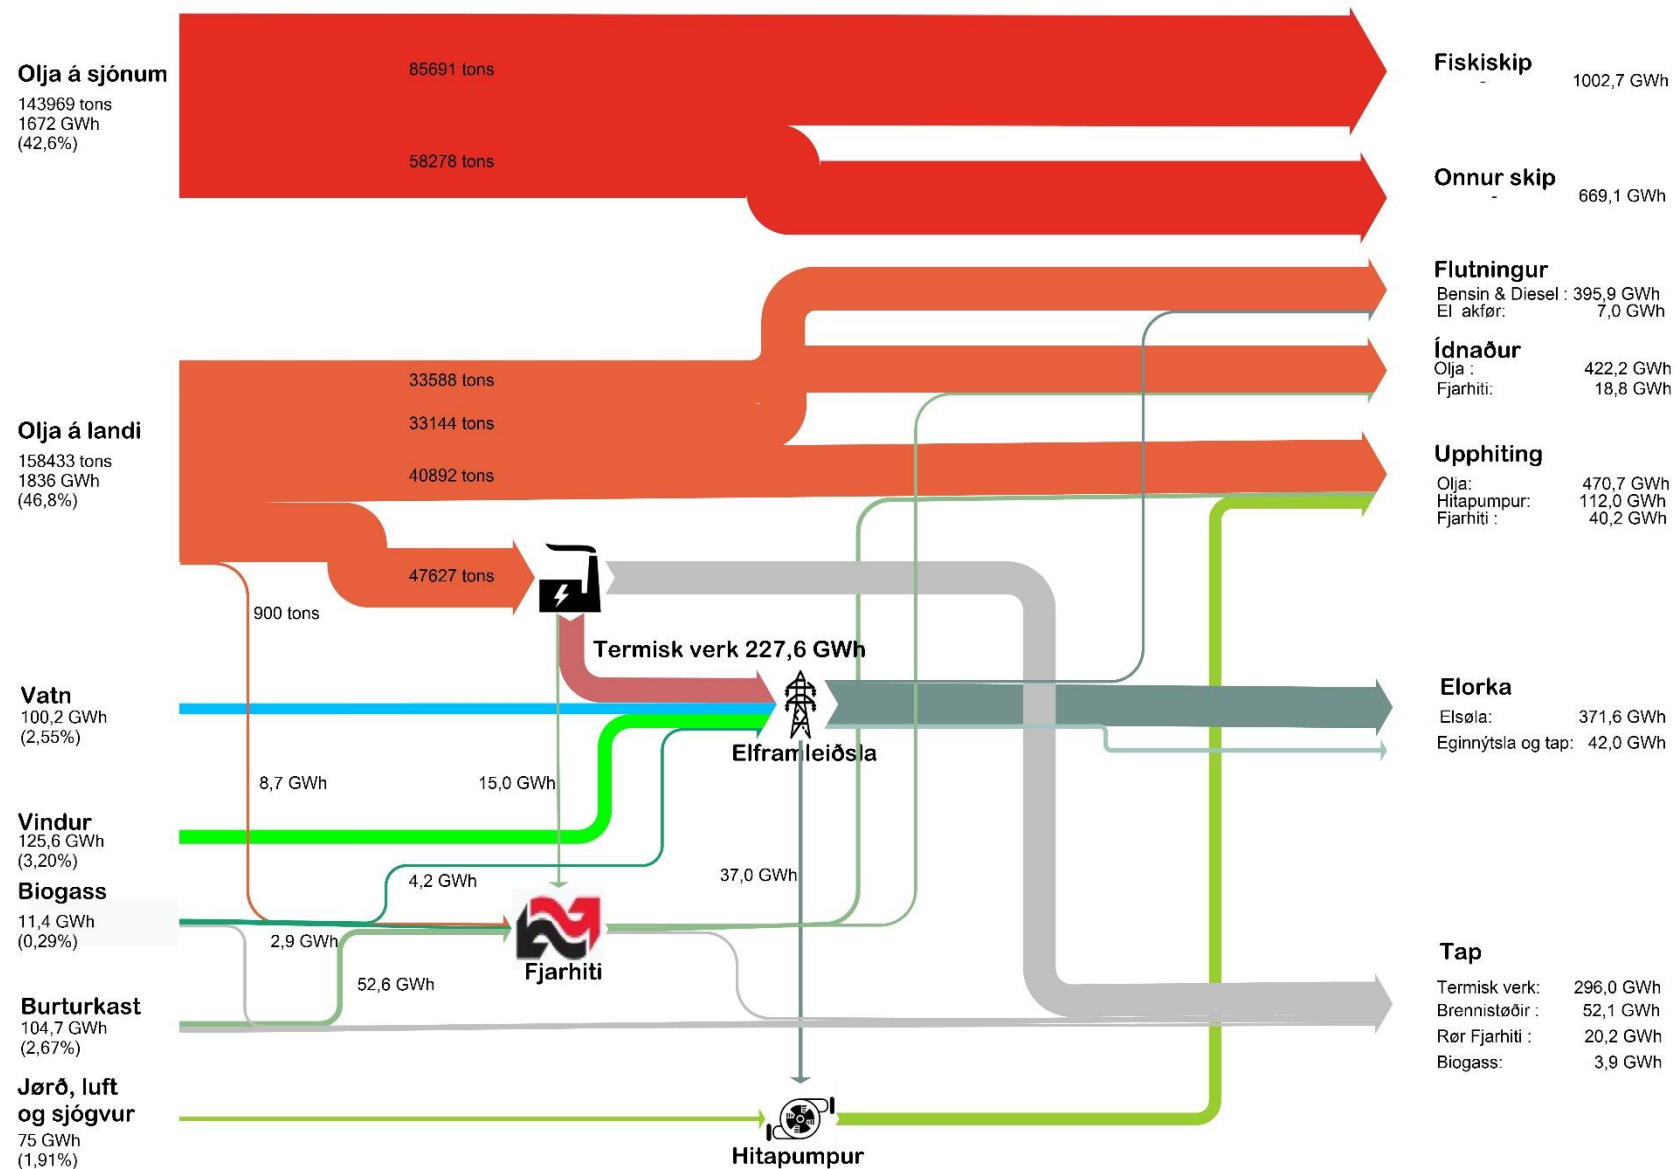 Olja á sjónum
143969 tons
1672 GWh
(42,6%)
85691 tons
58278 tons
Fiskiskip
- 1002,7 GWh
Onnur skip
- 669,1 GWh
Flutningur
Bensin & Diesel : 395,9 GWh
El akfør: 7,0 GWh
Ídnaður
Olja : 422,2 GWh
Fjarhiti: 18,8 GWh
Upphiting
Olja: 470,7 GWh
Hitapumpur: 112,0 GWh
Fjarhiti : 40,2 GWh
Olja á landi
158433 tons
1836 GWh
(46,8%)
33588 tons
33144 tons
40892 tons
47627 tons
900 tons
Termisk verk 227,6 GWh
Vatn
100,2 GWh
(2,55%)
Elframleiðsla
Elorka
Elsøla: 371,6 GWh
Eginnýtsla og tap: 42,0 GWh
8,7 GWh
15,0 GWh
Vindur
125,6 GWh
(3,20%)
4,2 GWh
37,0 GWh
Biogass
11,4 GWh
(0,29%)
2,9 GWh
52,6 GWh
Fjarhiti
Burturkast
104,7 GWh
(2,67%)
Tap
Termisk verk: 296,0 GWh
Brennistøðir : 52,1 GWh
Rør Fjarhiti : 20,2 GWh
Biogass: 3,9 GWh
Jørð, luft
og sjógvur
75 GWh
(1,91%)
Hitapumpur